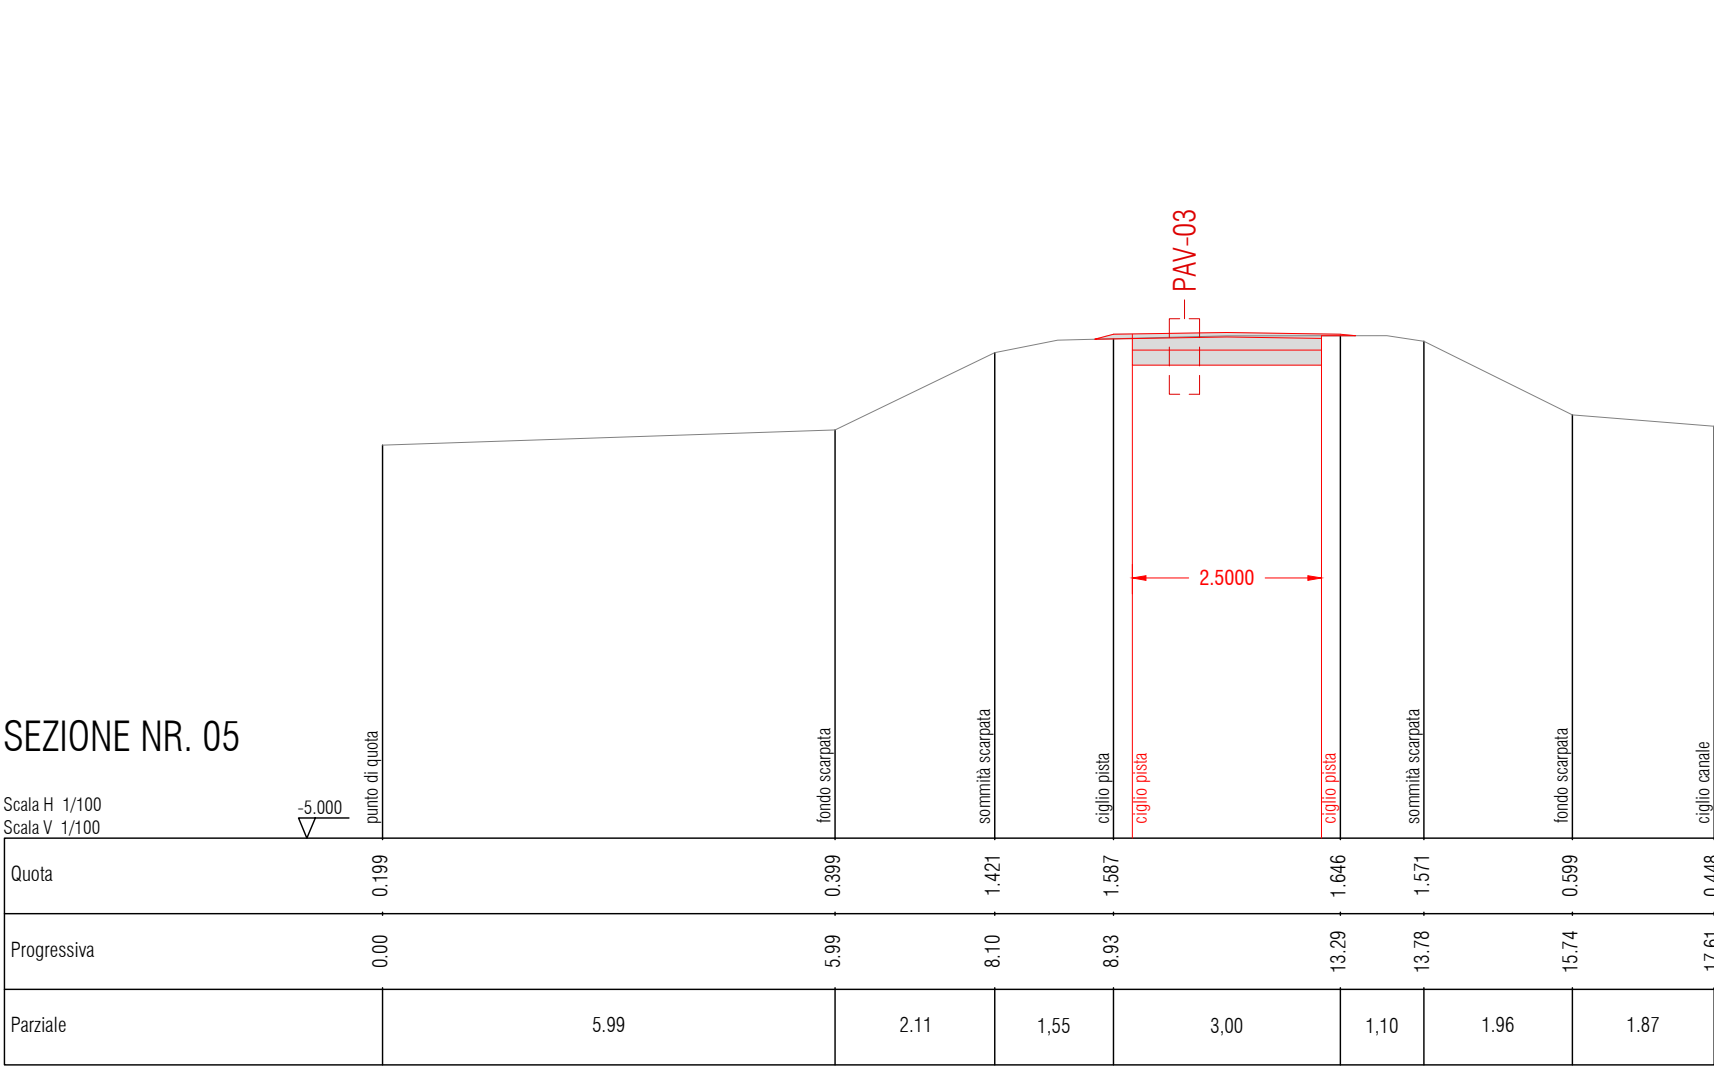 PAV-03
2.5000
SEZIONE NR. 05
Scala H 1/100
Scala V 1/100
-5.000
punto di quota
fondo scarpata
sommità scarpata
ciglio pista
ciglio pista
ciglio pista
sommità scarpata
fondo scarpata
ciglio canale
Quota 0.199 0.399 1.421 1.587 1.646 1.571 0.599 0.448
Progressiva 0.00 5.99 8.10 8.93 13.29 13.78 15.74 17.61
Parziale 5.99 2.11 1,55 3,00 1,10 1.96 1.87